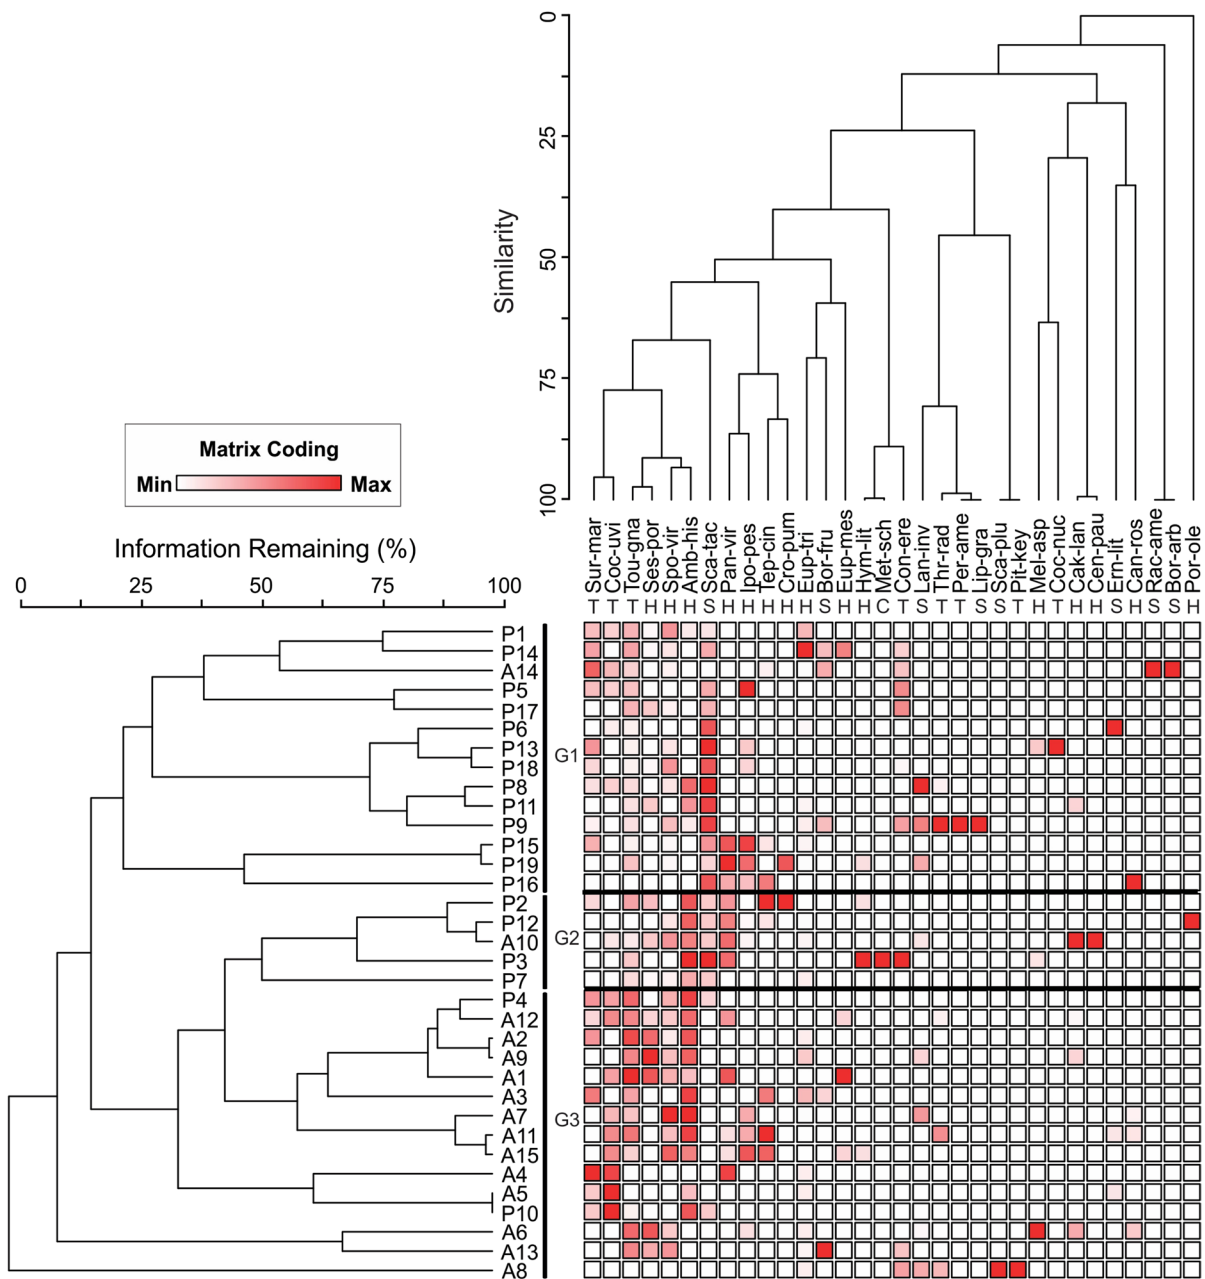 0
25
50
75
100
Similarity
Matrix Coding
Min Max
Information Remaining (%)
0 25 50 75 100
Sur-mar Coc-uvi Tou-gna Ses-por Spo-vir Amb-his Sca-tac Pan-vir Ipo-pes Tep-cin Cro-pum Eup-tri Bor-fru Eup-mes Hym-lit Met-sch Con-ere Lan-inv Thr-rad Per-ame Lip-gra Sca-plu Pit-key Mel-asp Coc-nuc Cak-lan Cen-pau Ern-lit Can-ros Rac-ame Bor-arb Por-ole
T T T H H H S H H H H H S H H C T S T T S S T H T H H S H S S H
P1
P14
A14
P5
P17
P6
P13
G1
P18
P8
P11
P9
P15
P19
P16
P2
P12
G2
A10
P3
P7
P4
A12
A2
A9
A1
A3
A7
G3
A11
A15
A4
A5
P10
A6
A13
A8